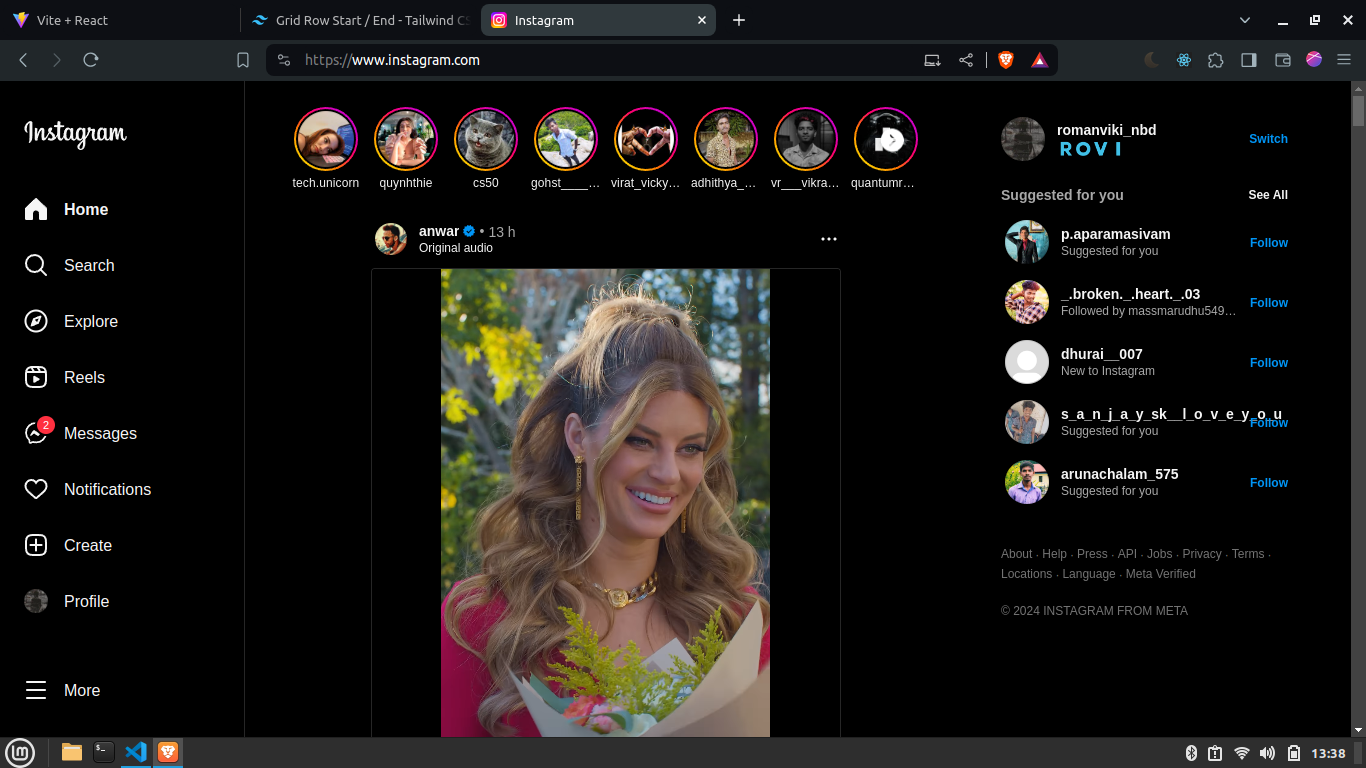 Vite + React
Grid Row Start / End - Tailwind CS
Instagram
https://www.instagram.com
Instagram
Home
Search
Explore
Reels
2
Messages
Notifications
Create
Profile
More
tech.unicorn
quynhthie
cs50
gohst____…
virat_vicky…
adhithya_…
vr___vikra…
quantumr…
anwar • 13 h
Original audio
romanviki_nbd
ROVI
Switch
Suggested for you
See All
p.aparamasivam
Suggested for you
Follow
_.broken._.heart._.03
Followed by massmarudhu549…
Follow
dhurai__007
New to Instagram
Follow
s_a_n_j_a_y_sk__l_o_v_e_y_o_u
Suggested for you
Follow
arunachalam_575
Suggested for you
Follow
About · Help · Press · API · Jobs · Privacy · Terms ·
Locations · Language · Meta Verified
© 2024 INSTAGRAM FROM META
13:38